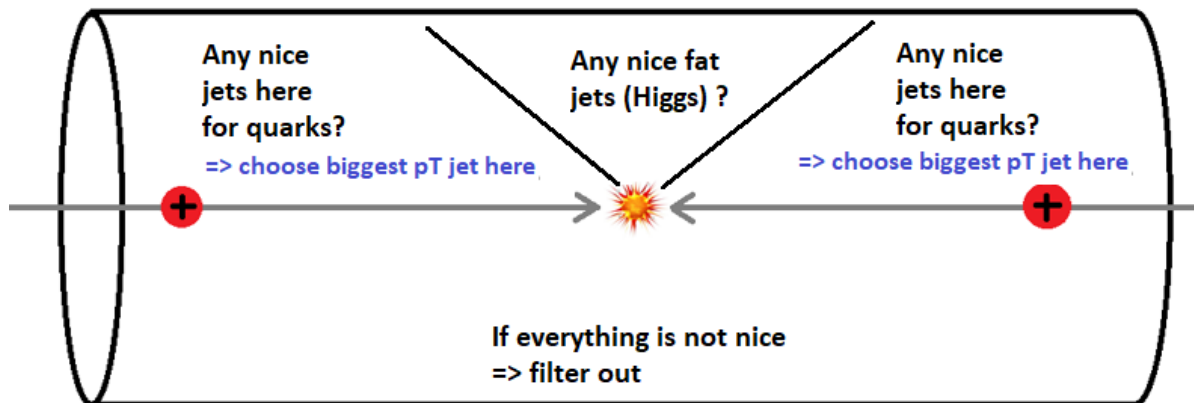 Any nice
jets here
for quarks?
=> choose biggest pT jet here
Any nice fat
jets (Higgs) ?
Any nice
jets here
for quarks?
=> choose biggest pT jet here
+
+
If everything is not nice
=> filter out